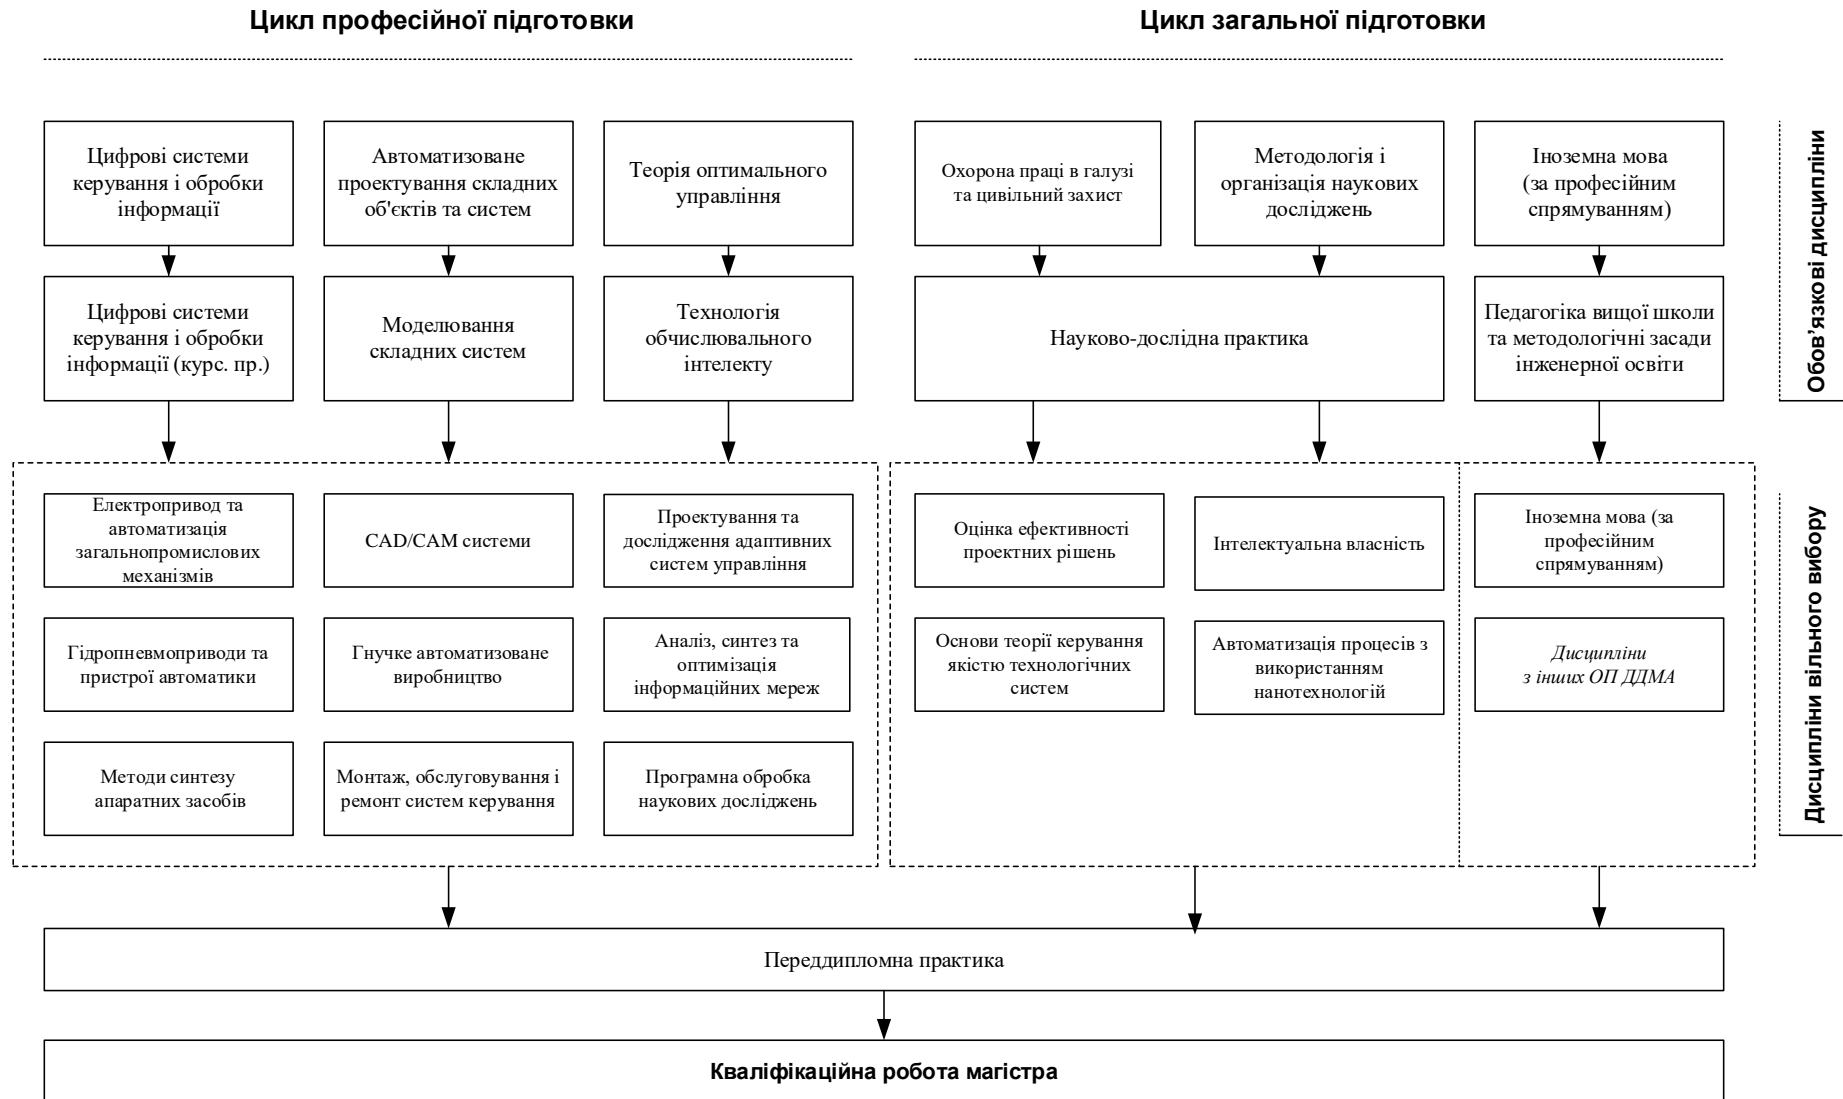 Цикл професійної підготовки
Цикл загальної підготовки
Цифрові системи
керування і обробки
інформації
Автоматизоване
проектування складних
об'єктів та систем
Теорія оптимального
управління
Охорона праці в галузі
та цивільний захист
Методологія і
організація наукових
досліджень
Іноземна мова
(за професійним
спрямуванням)
Обов’язкові дисципліни
Цифрові системи
керування і обробки
інформації (курс. пр.)
Моделювання
складних систем
Технологія
обчислювального
інтелекту
Науково-дослідна практика
Педагогіка вищої школи
та методологічні засади
інженерної освіти
Електропривод та
автоматизація
загальнопромислових
механізмів
CAD/CAM системи
Проектування та
дослідження адаптивних
систем управління
Оцінка ефективності
проектних рішень
Інтелектуальна власність
Іноземна мова (за
професійним
спрямуванням)
Дисципліни вільного вибору
Гідропневмоприводи та
пристрої автоматики
Гнучке автоматизоване
виробництво
Аналіз, синтез та
оптимізація
інформаційних мереж
Основи теорії керування
якістю технологічних
систем
Автоматизація процесів з
використанням
нанотехнологій
Дисципліни
з інших ОП ДДМА
Методи синтезу
апаратних засобів
Монтаж, обслуговування і
ремонт систем керування
Програмна обробка
наукових досліджень
Переддипломна практика
Кваліфікаційна робота магістра